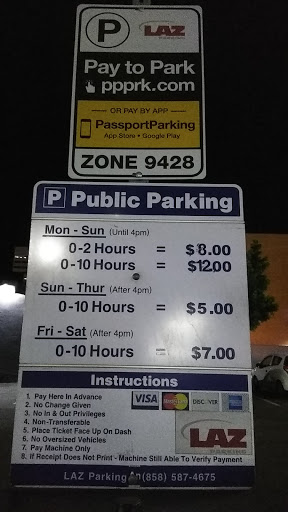 P LAZ PARKING
Pay to Park
ppprk.com
OR PAY BY APP
PassportParking
App Store • Google Play
ZONE 9428
P Public Parking
Mon - Sun (Until 4pm)
0-2 Hours = $8.00
0-10 Hours = $12.00
Sun - Thur (After 4pm)
0-10 Hours = $5.00
Fri - Sat (After 4pm)
0-10 Hours = $7.00
Instructions
1. Pay Here In Advance
2. No Change Given
3. No In & Out Privileges
4. Non-Transferable
5. Place Ticket Face Up On Dash
6. No Oversized Vehicles
7. Pay Machine Only
8. If Receipt Does Not Print - Machine Still Able To Verify Payment
VISA MasterCard DISCOVER
LAZ
PARKING
LAZ Parking (858) 587-4675